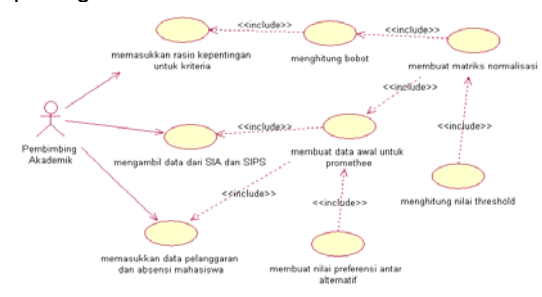 <<include>>
<<include>>
memasukkan rasio kepentingan
untuk kriteria
menghitung bobot
membuat matriks normalisasi
<<include>>
<<include>>
<<include>>
Pembimbing
Akademik
mengambil data dari SIA dan SIPS
membuat data awal untuk
promethee
<<include>>
<<include>>
menghitung nilai threshold
memasukkan data pelanggaran
dan absensi mahasiswa
membuat nilai preferensi antar
alternatif